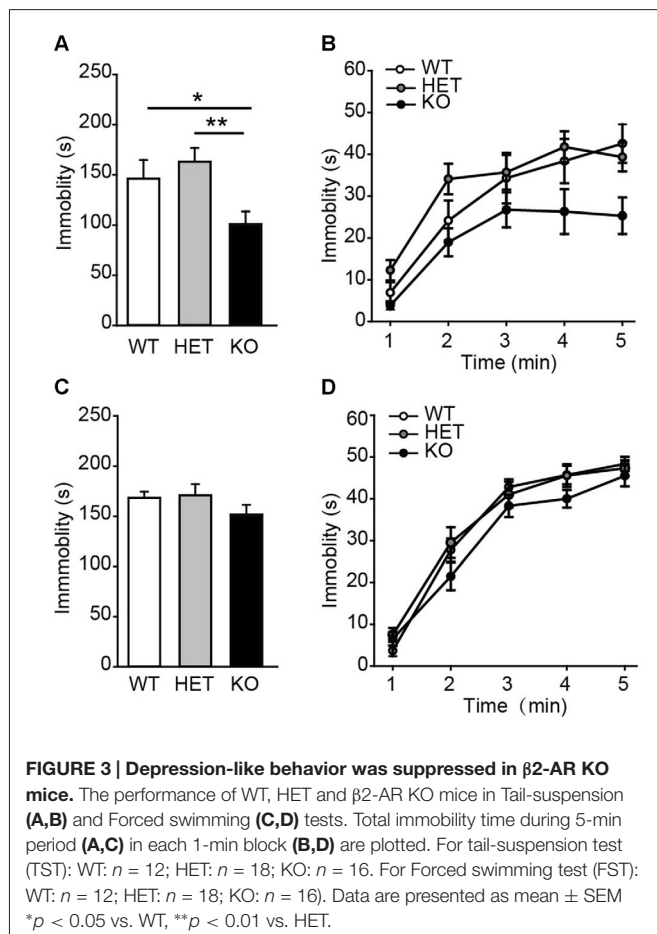 A
B
250
200
150
100
50
0
Immoblity (s)
*
**
WT HET KO
60
50
40
30
20
10
0
Immoblity (s)
WT
HET
KO
1 2 3 4 5
Time (min)
C
D
250
200
150
100
50
0
Immmoblity (s)
WT HET KO
60
50
40
30
20
10
0
Immoblity (s)
WT
HET
KO
1 2 3 4 5
Time (min)
FIGURE 3 | Depression-like behavior was suppressed in β2-AR KO
mice. The performance of WT, HET and β2-AR KO mice in Tail-suspension
(A,B) and Forced swimming (C,D) tests. Total immobility time during 5-min
period (A,C) in each 1-min block (B,D) are plotted. For tail-suspension test
(TST): WT: n = 12; HET: n = 18; KO: n = 16. For Forced swimming test (FST):
WT: n = 12; HET: n = 18; KO: n = 16). Data are presented as mean ± SEM
*p < 0.05 vs. WT, **p < 0.01 vs. HET.